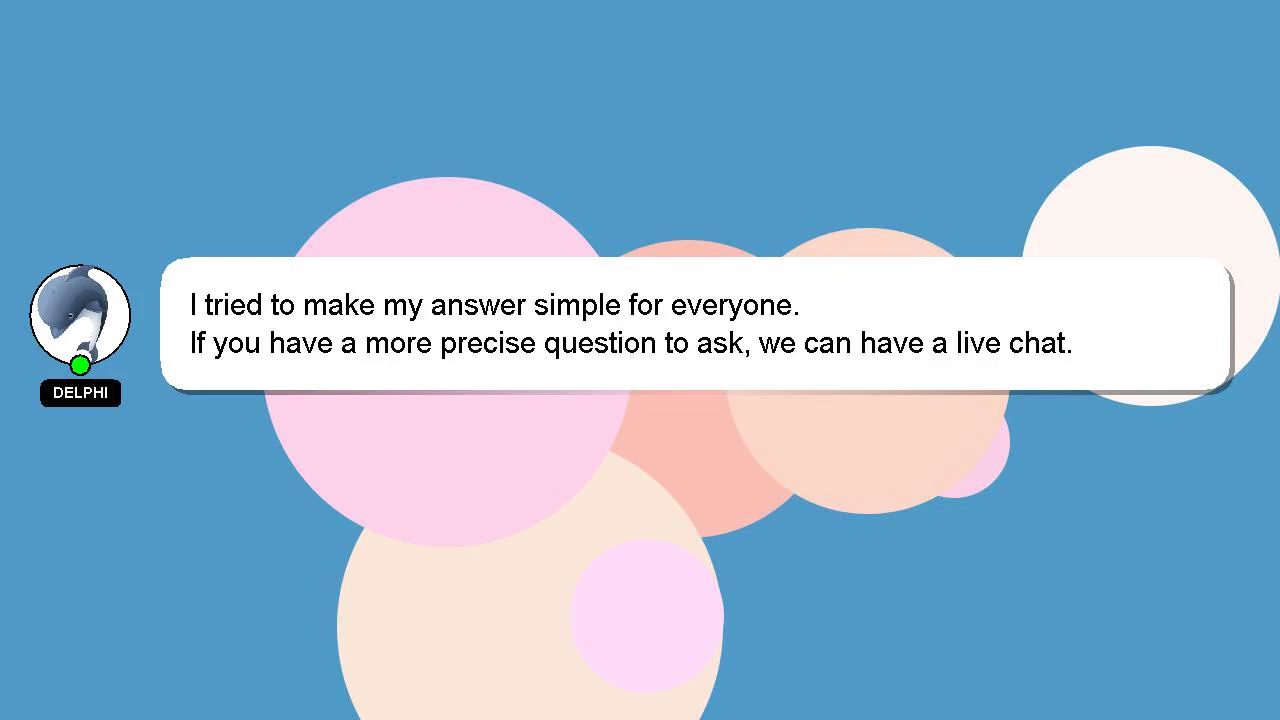 I tried to make my answer simple for everyone.
If you have a more precise question to ask, we can have a live chat.
DELPHI